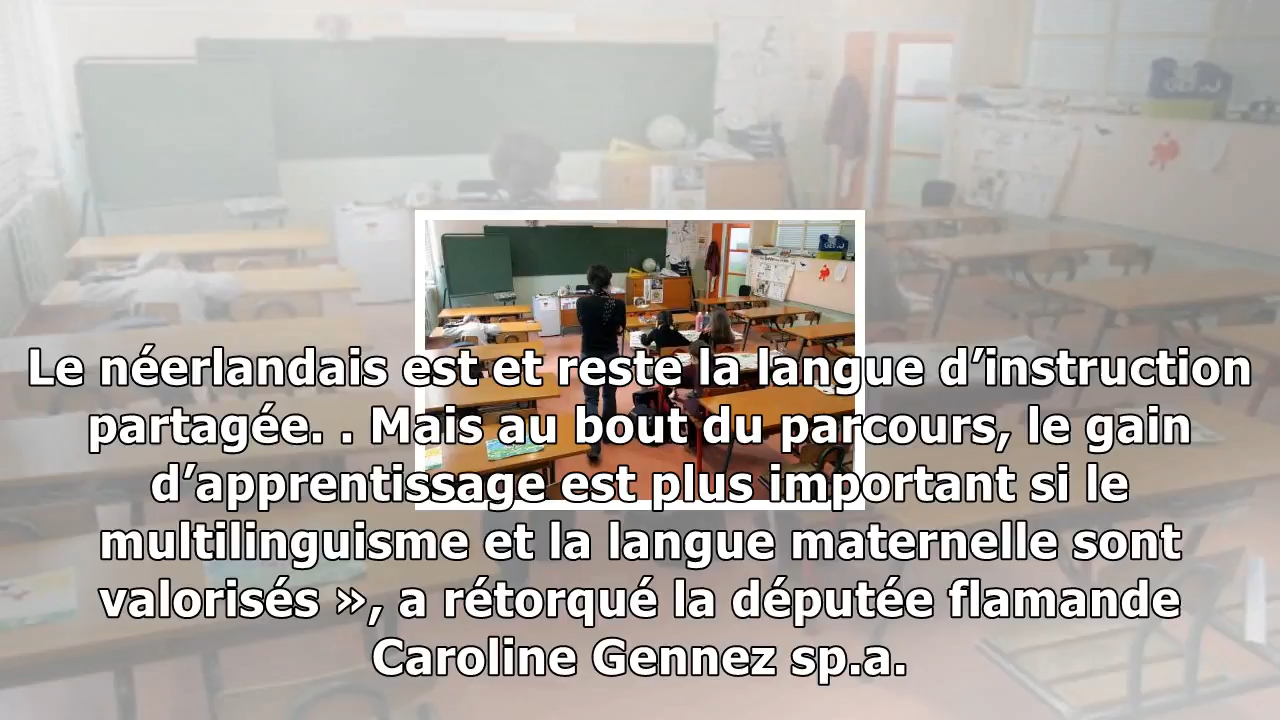 Le néerlandais est et reste la langue d’instruction
partagée. . Mais au bout du parcours, le gain
d’apprentissage est plus important si le
multilinguisme et la langue maternelle sont
valorisés », a rétorqué la députée flamande
Caroline Gennez sp.a.